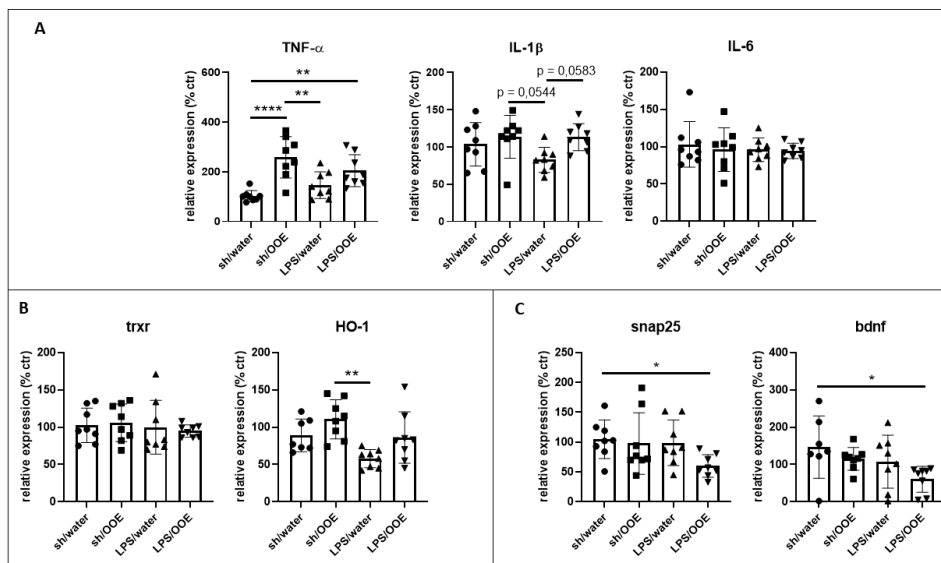 A
TNF-α
relative expression (% ctr)
600
400
200
0
**
****
**
sh/water
sh/OOE
LPS/water
LPS/OOE
IL-1β
relative expression (% ctr)
200
150
100
50
0
p = 0,0583
p = 0,0544
sh/water
sh/OOE
LPS/water
LPS/OOE
IL-6
relative expression (% ctr)
200
150
100
50
0
sh/water
sh/OOE
LPS/water
LPS/OOE
B
trxr
relative expression (% ctr)
200
150
100
50
0
sh/water
sh/OOE
LPS/water
LPS/OOE
HO-1
relative expression (% ctr)
200
150
100
50
0
**
sh/water
sh/OOE
LPS/water
LPS/OOE
C
snap25
relative expression (% ctr)
250
200
150
100
50
0
*
sh/water
sh/OOE
LPS/water
LPS/OOE
bdnf
relative expression (% ctr)
400
300
200
100
0
*
sh/water
sh/OOE
LPS/water
LPS/OOE